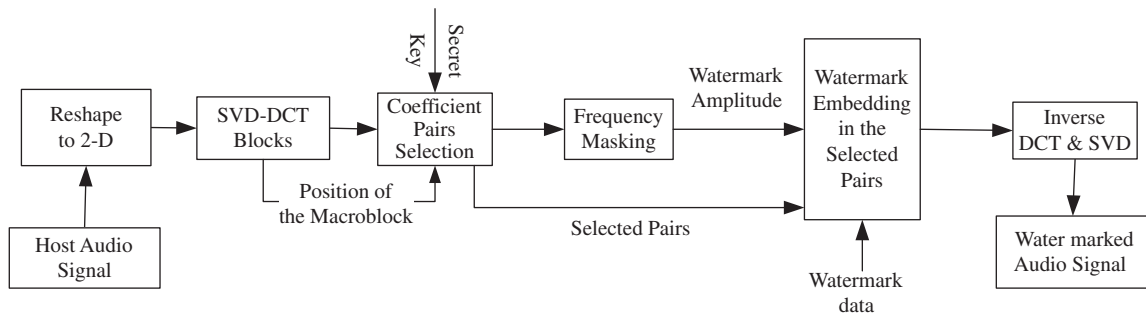 Reshape
to 2-D
Host Audio
Signal
SVD-DCT
Blocks
Position of
the Macroblock
Secret
Key
Coefficient
Pairs
Selection
Frequency
Masking
Watermark
Amplitude
Selected Pairs
Watermark
Embedding
in the
Selected
Pairs
Watermark
data
Inverse
DCT & SVD
Water marked
Audio Signal